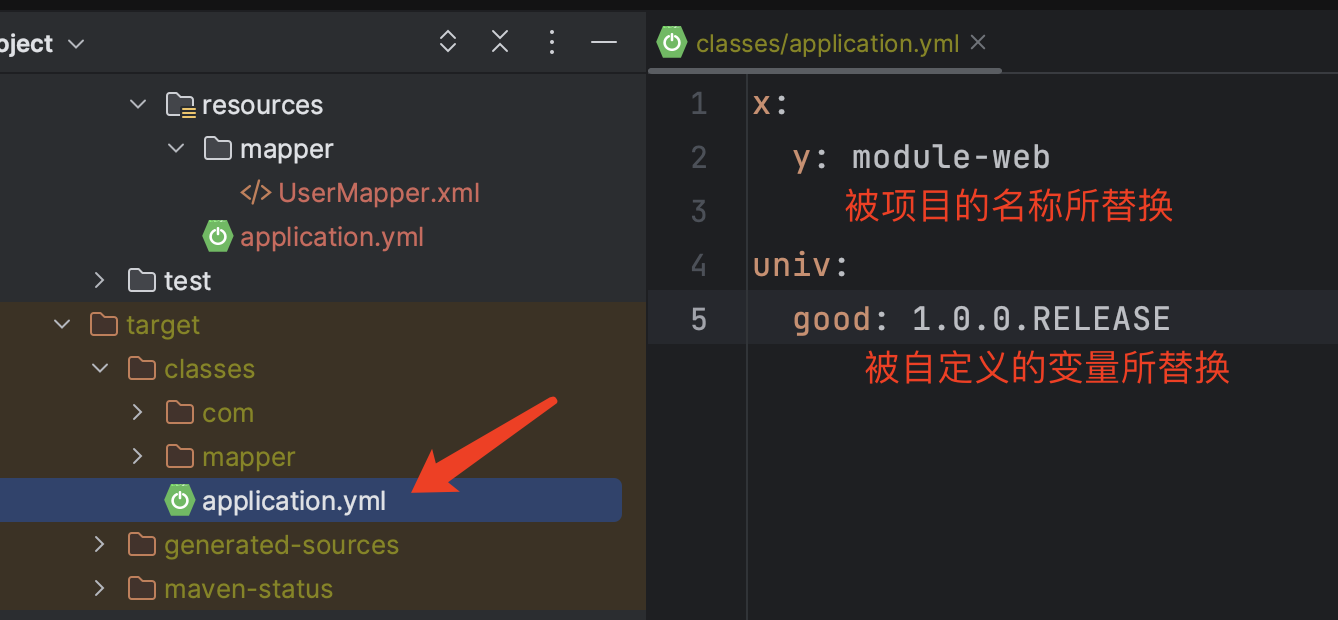 oject
resources
mapper
</> UserMapper.xml
application.yml
test
target
classes
com
mapper
application.yml
generated-sources
maven-status
classes/application.yml
1 x:
2 y: module-web
被项目的名称所替换
3
4 univ:
5 good: 1.0.0.RELEASE
被自定义的变量所替换